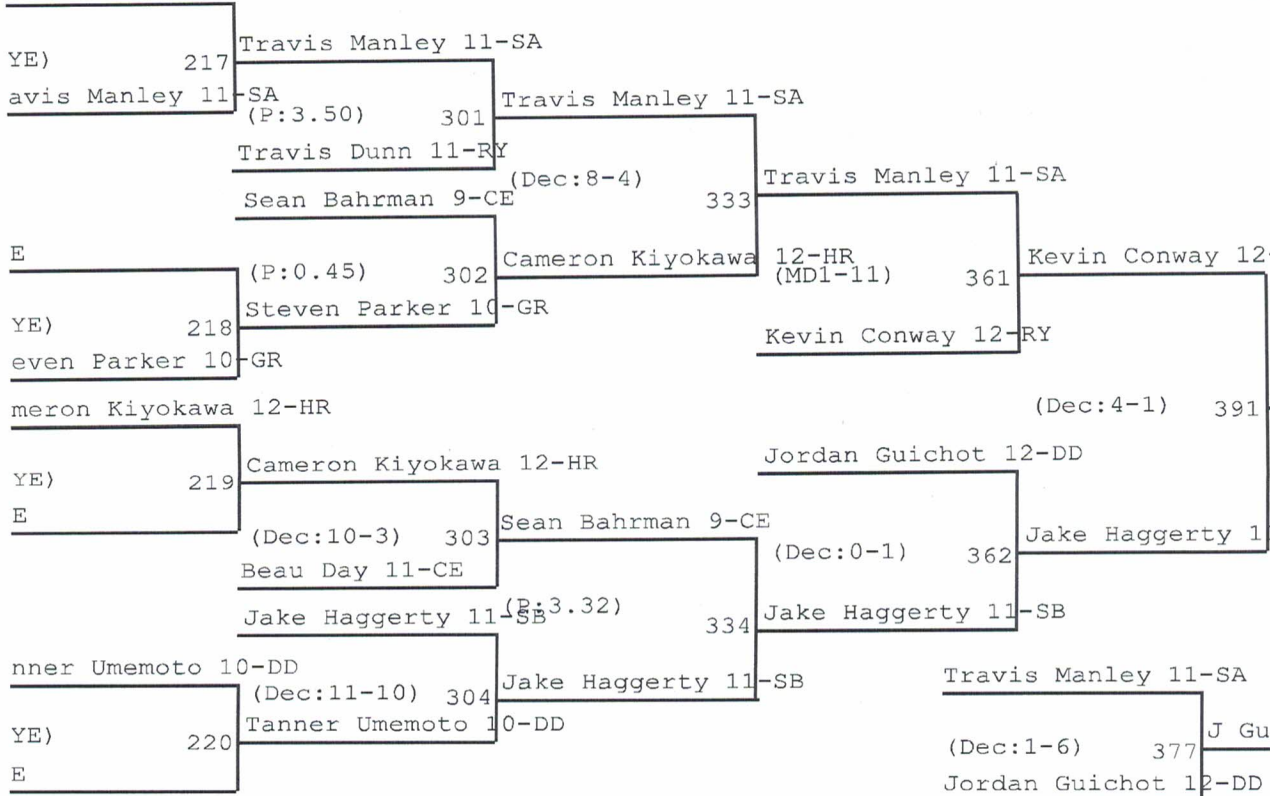 Travis Manley 11-SA
YE) 217
avis Manley 11-SA
(P:3.50) 301
Travis Manley 11-SA
Travis Dunn 11-RY
(Dec:8-4) 333
Travis Manley 11-SA
Sean Bahrman 9-CE
E
(P:0.45) 302
Cameron Kiyokawa 12-HR
(MD1-11) 361
Kevin Conway 12-
Steven Parker 10-GR
YE) 218
Kevin Conway 12-RY
even Parker 10-GR
meron Kiyokawa 12-HR
(Dec:4-1) 391
Jordan Guichot 12-DD
Cameron Kiyokawa 12-HR
YE) 219
E
Sean Bahrman 9-CE
(Dec:10-3) 303
(Dec:0-1) 362
Jake Haggerty 1
Beau Day 11-CE
(P:3.32)
Jake Haggerty 11-SB
334
Jake Haggerty 11-SB
nner Umemoto 10-DD
(Dec:11-10) 304
Jake Haggerty 11-SB
Travis Manley 11-SA
Tanner Umemoto 10-DD
YE) 220
J Gu
(Dec:1-6) 377
E
Jordan Guichot 12-DD